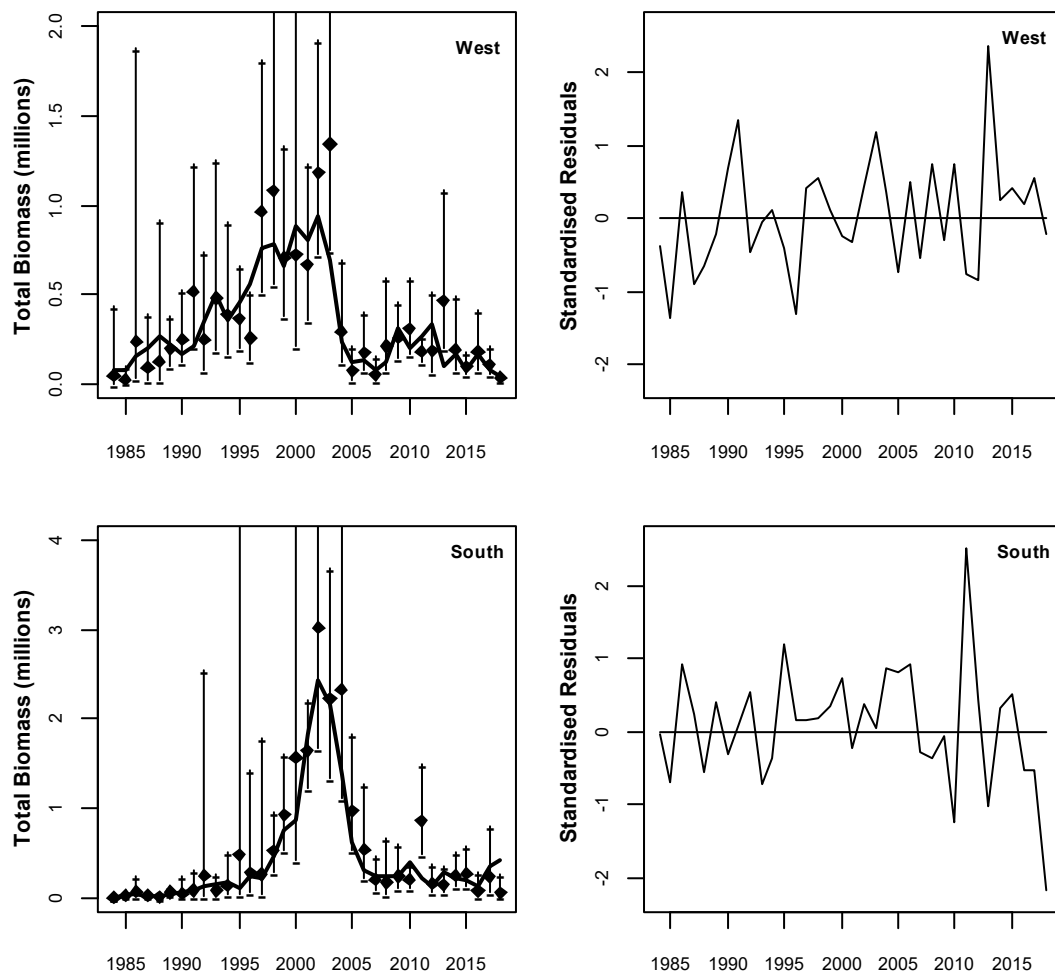 Total Biomass (millions)
0.0 0.5 1.0 1.5 2.0
West
1985 1990 1995 2000 2005 2010 2015
Standardised Residuals
-2 -1 0 1 2
West
1985 1990 1995 2000 2005 2010 2015
Total Biomass (millions)
0 1 2 3 4
South
1985 1990 1995 2000 2005 2010 2015
Standardised Residuals
-2 -1 0 1 2
South
1985 1990 1995 2000 2005 2010 2015